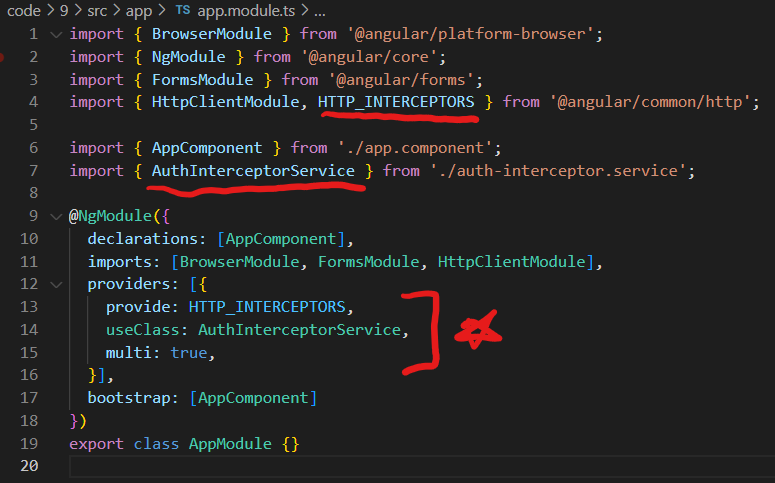 code > 9 > src > app > TS app.module.ts > ...
1 import { BrowserModule } from '@angular/platform-browser';
2 import { NgModule } from '@angular/core';
3 import { FormsModule } from '@angular/forms';
4 import { HttpClientModule, HTTP_INTERCEPTORS } from '@angular/common/http';
5
6 import { AppComponent } from './app.component';
7 import { AuthInterceptorService } from './auth-interceptor.service';
8
9 @NgModule({
10   declarations: [AppComponent],
11   imports: [BrowserModule, FormsModule, HttpClientModule],
12   providers: [{
13     provide: HTTP_INTERCEPTORS,
14     useClass: AuthInterceptorService,
15     multi: true,
16   }],
17   bootstrap: [AppComponent]
18 })
19 export class AppModule {}
20